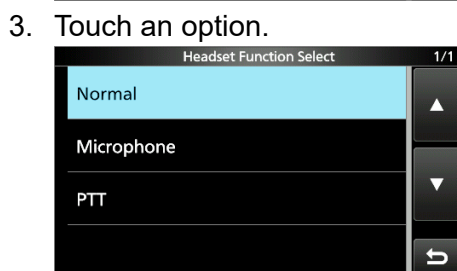 3. Touch an option.
Headset Function Select 1/1
Normal
Microphone
PTT